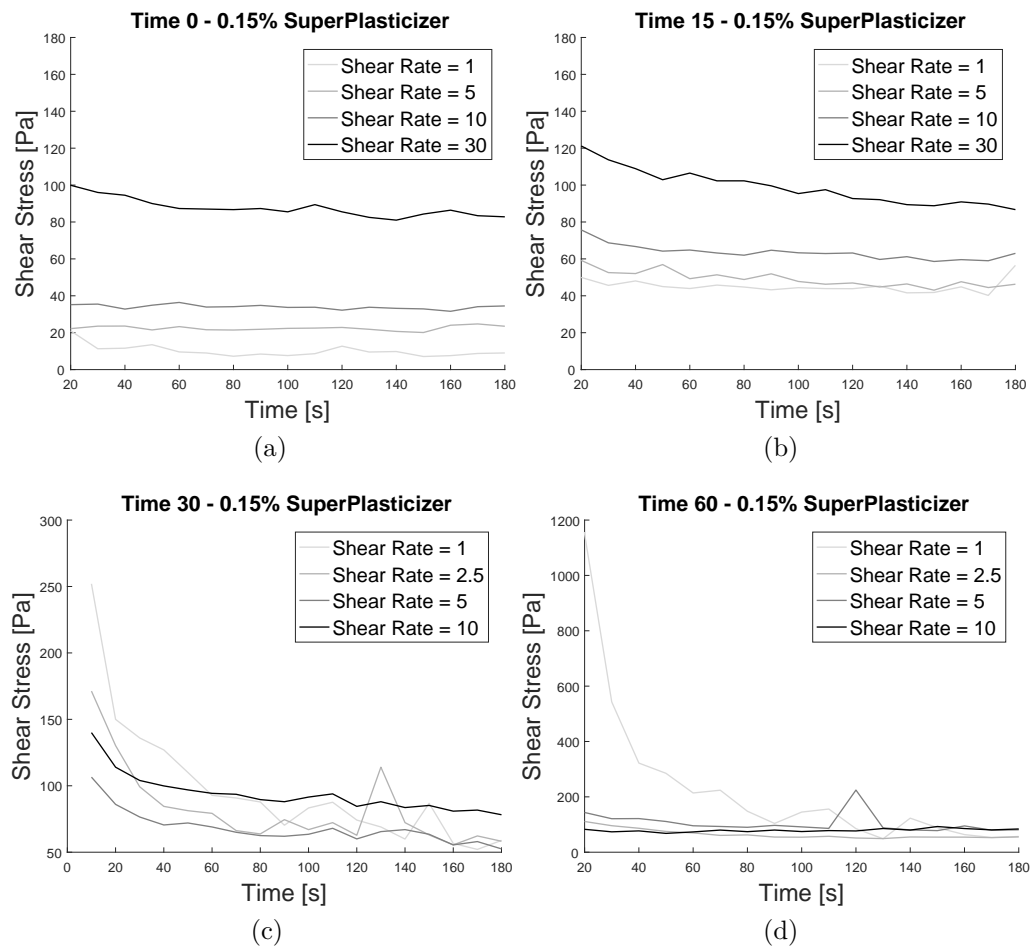 Time 0 - 0.15% SuperPlasticizer
180
160
140
120
100
80
60
40
20
0
Shear Stress [Pa]
Shear Rate = 1
Shear Rate = 5
Shear Rate = 10
Shear Rate = 30
20 40 60 80 100 120 140 160 180
Time [s]
(a)
Time 15 - 0.15% SuperPlasticizer
180
160
140
120
100
80
60
40
20
0
Shear Stress [Pa]
Shear Rate = 1
Shear Rate = 5
Shear Rate = 10
Shear Rate = 30
20 40 60 80 100 120 140 160 180
Time [s]
(b)
Time 30 - 0.15% SuperPlasticizer
300
250
200
150
100
50
Shear Stress [Pa]
Shear Rate = 1
Shear Rate = 2.5
Shear Rate = 5
Shear Rate = 10
0 20 40 60 80 100 120 140 160 180
Time [s]
(c)
Time 60 - 0.15% SuperPlasticizer
1200
1000
800
600
400
200
0
Shear Stress [Pa]
Shear Rate = 1
Shear Rate = 2.5
Shear Rate = 5
Shear Rate = 10
20 40 60 80 100 120 140 160 180
Time [s]
(d)